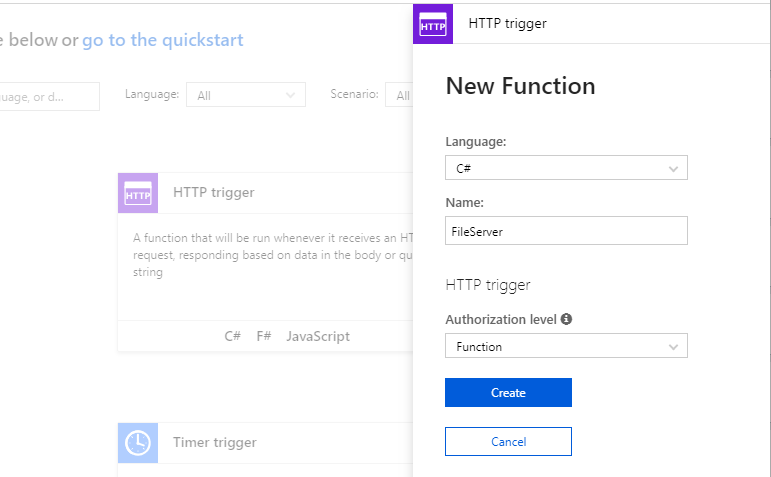 HTTP
HTTP trigger
e below or go to the quickstart
uage, or d...
Language:
All
Scenario:
All
HTTP
HTTP trigger
A function that will be run whenever it receives an HT
request, responding based on data in the body or qu
string
C# F# JavaScript
Timer trigger
New Function
Language:
C#
Name:
FileServer
HTTP trigger
Authorization level
Function
Create
Cancel